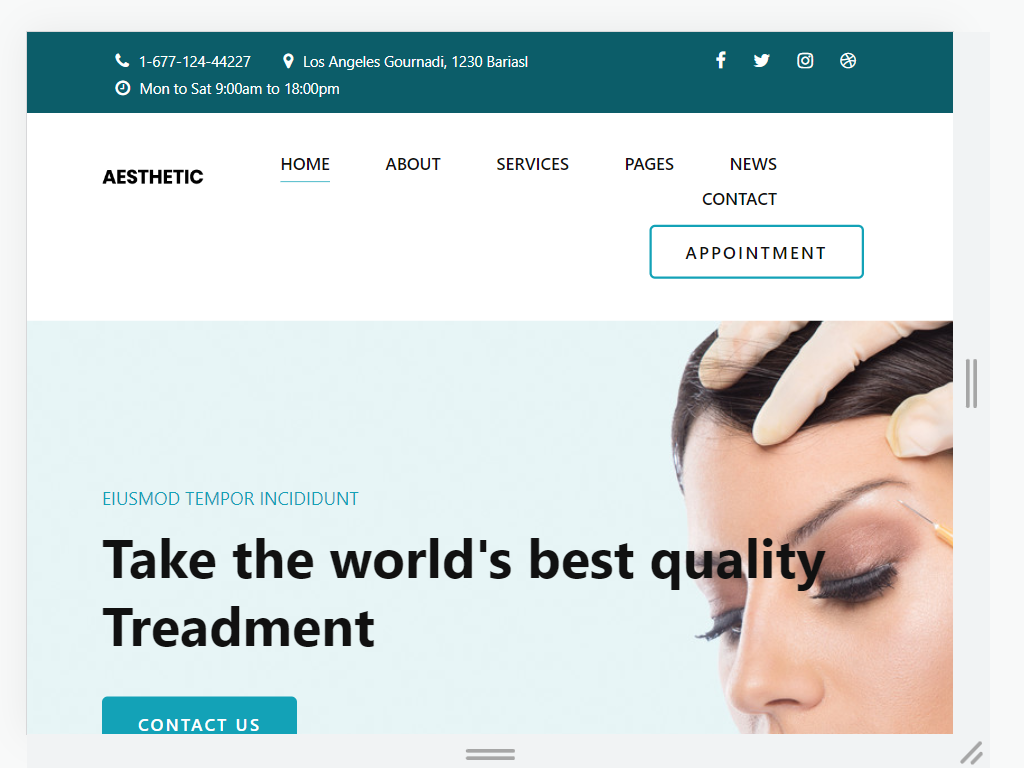 1-677-124-44227 Los Angeles Gournadi, 1230 Bariasl
Mon to Sat 9:00am to 18:00pm
AESTHETIC
HOME ABOUT SERVICES PAGES NEWS
CONTACT
APPOINTMENT
EIUSMOD TEMPOR INCIDIDUNT
Take the world's best quality
Treadment
CONTACT US